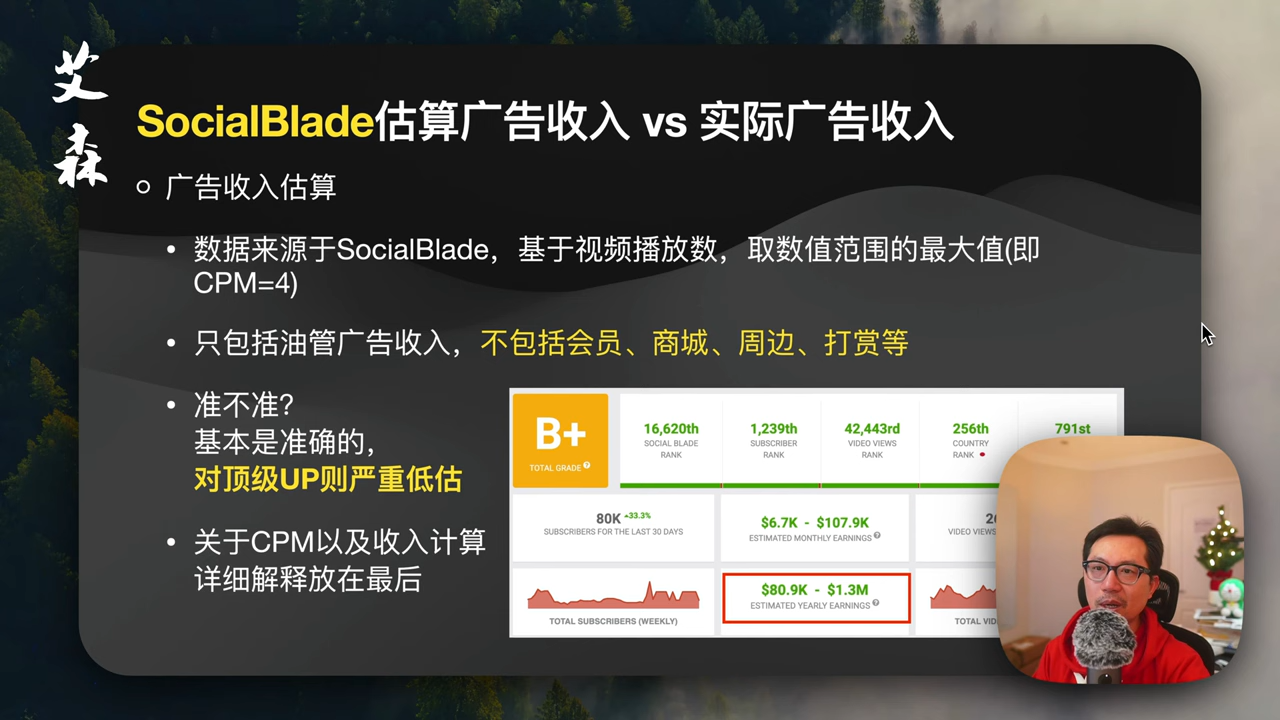 艾森
SocialBlade估算广告收入 vs 实际广告收入
广告收入估算
数据来源于SocialBlade，基于视频播放数，取数值范围的最大值(即
CPM=4)
只包括油管广告收入，不包括会员、商城、周边、打赏等
准不准?
基本是准确的，
对顶级UP则严重低估
关于CPM以及收入计算
详细解释放在最后
B+
TOTAL GRADE
16,620th
SOCIAL BLADE
RANK
1,239th
SUBSCRIBER
RANK
42,443rd
VIDEO VIEWS
RANK
256th
COUNTRY
RANK
791st
80K +33.3%
SUBSCRIBERS FOR THE LAST 30 DAYS
$6.7K - $107.9K
ESTIMATED MONTHLY EARNINGS
VIDEO VIEWS
TOTAL SUBSCRIBERS (WEEKLY)
$80.9K - $1.3M
ESTIMATED YEARLY EARNINGS
TOTAL